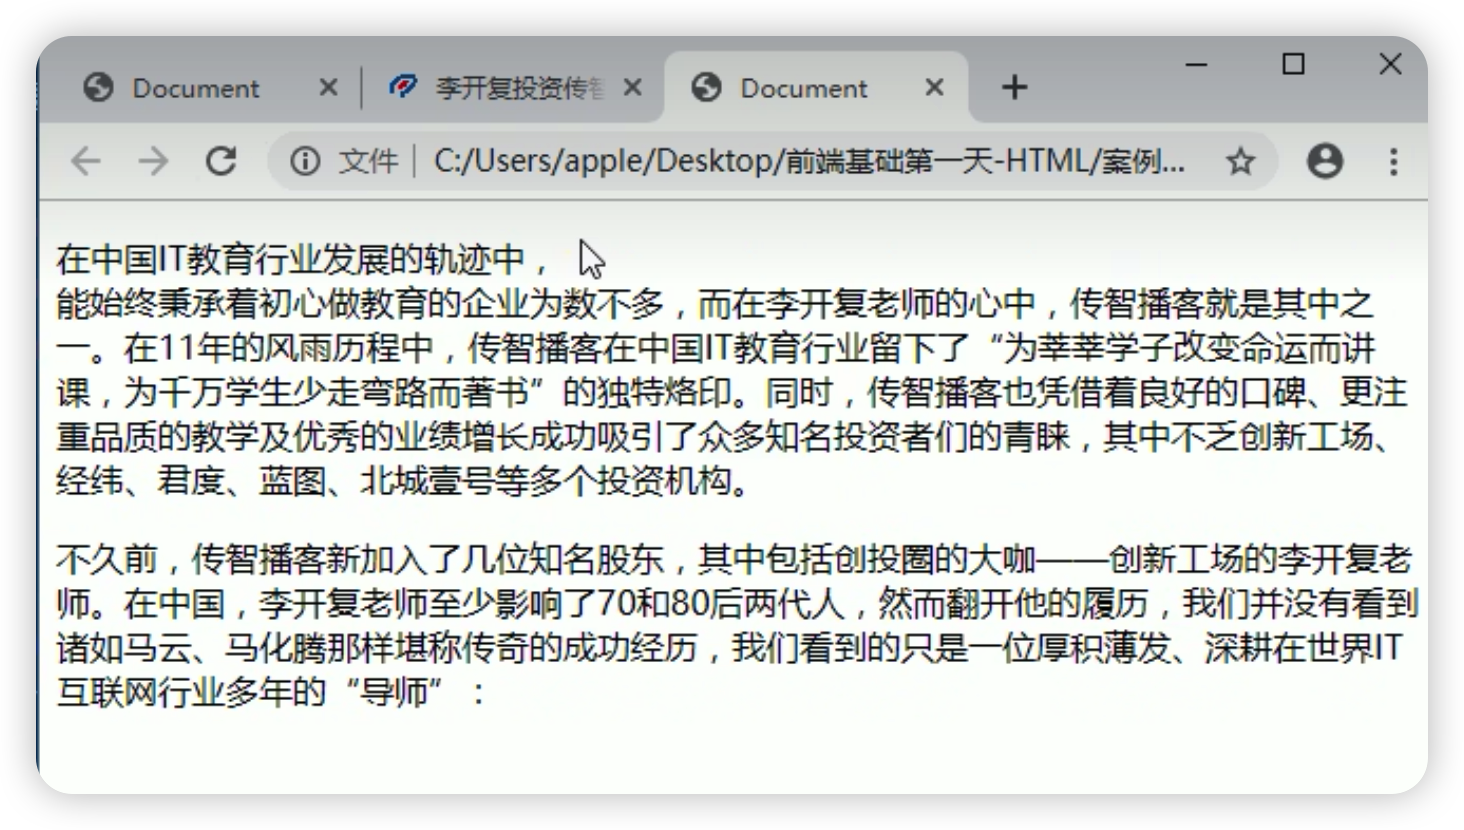 Document
李开复投资传智
Document
文件
C:/Users/apple/Desktop/前端基础第一天-HTML/案例...
在中国IT教育行业发展的轨迹中，
能始终秉承着初心做教育的企业为数不多，而在李开复老师的心中，传智播客就是其中之
一。在11年的风雨历程中，传智播客在中国IT教育行业留下了“为莘莘学子改变命运而讲
课，为千万学生少走弯路而著书”的独特烙印。同时，传智播客也凭借着良好的口碑、更注
重品质的教学及优秀的业绩增长成功吸引了众多知名投资者们的青睐，其中不乏创新工场、
经纬、君度、蓝图、北城壹号等多个投资机构。
不久前，传智播客新加入了几位知名股东，其中包括创投圈的大咖——创新工场的李开复老
师。在中国，李开复老师至少影响了70和80后两代人，然而翻开他的履历，我们并没有看到
诸如马云、马化腾那样堪称传奇的成功经历，我们看到的只是一位厚积薄发、深耕在世界IT
互联网行业多年的“导师”：